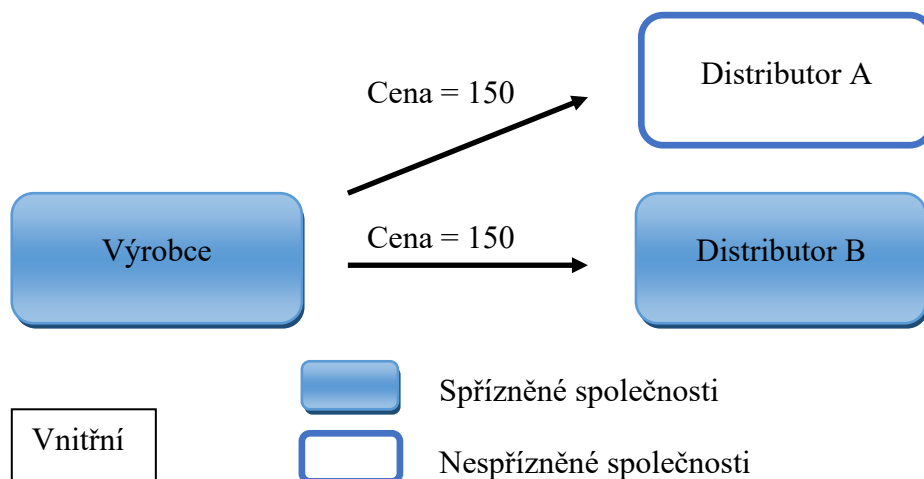 Distributor A
Cena = 150
Výrobce
Cena = 150
Distributor B
Spřízněné společnosti
Vnitřní
Nespřízněné společnosti